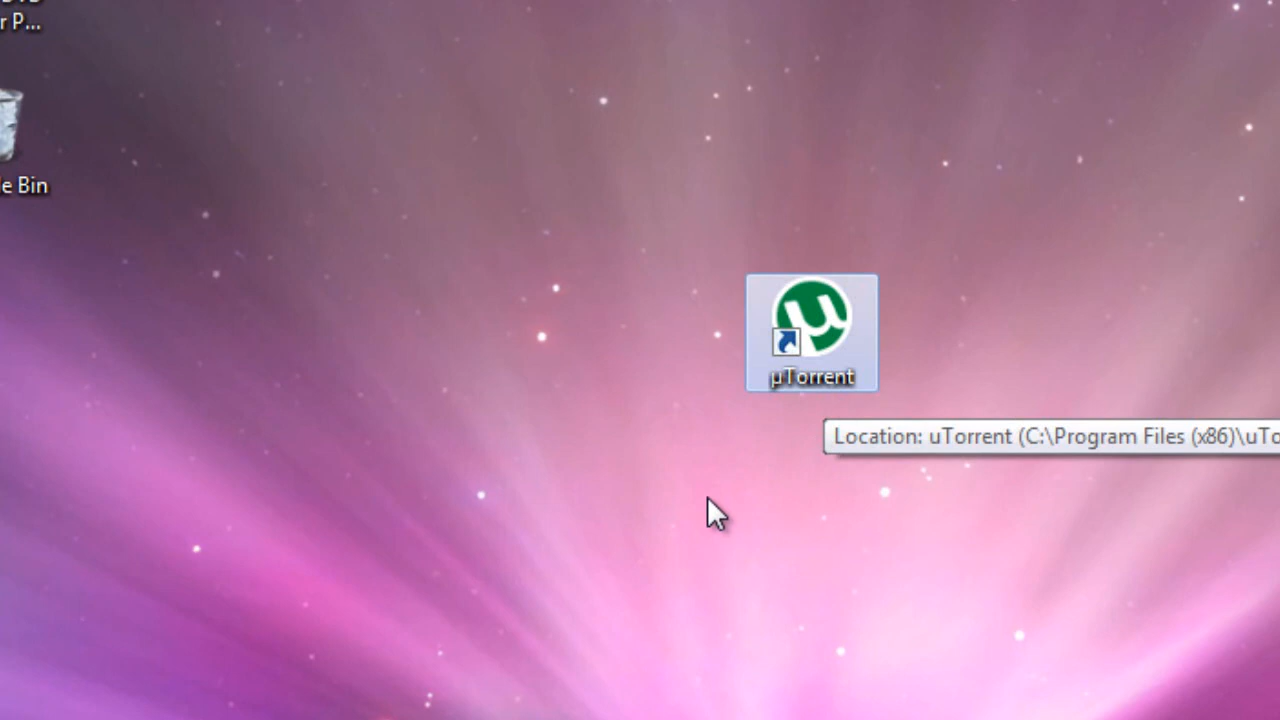 r P...
le Bin
µTorrent
Location: uTorrent (C:\Program Files (x86)\uTo